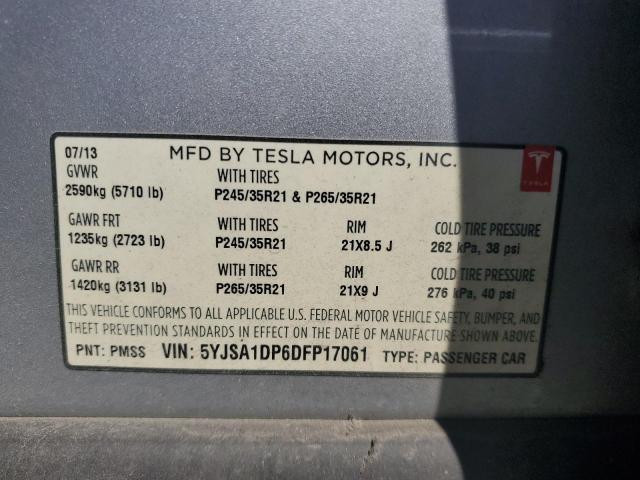 07/13 MFD BY TESLA MOTORS, INC.
TESLA
GVWR WITH TIRES
2590kg (5710 lb) P245/35R21 & P265/35R21
GAWR FRT WITH TIRES RIM COLD TIRE PRESSURE
1235kg (2723 lb) P245/35R21 21X8.5 J 262 kPa, 38 psi
GAWR RR WITH TIRES RIM COLD TIRE PRESSURE
1420kg (3131 lb) P265/35R21 21X9 J 276 kPa, 40 psi
THIS VEHICLE CONFORMS TO ALL APPLICABLE U.S. FEDERAL MOTOR VEHICLE SAFETY, BUMPER, AND
THEFT PREVENTION STANDARDS IN EFFECT ON THE DATE OF MANUFACTURE SHOWN ABOVE.
PNT: PMSS VIN: 5YJSA1DP6DFP17061 TYPE: PASSENGER CAR